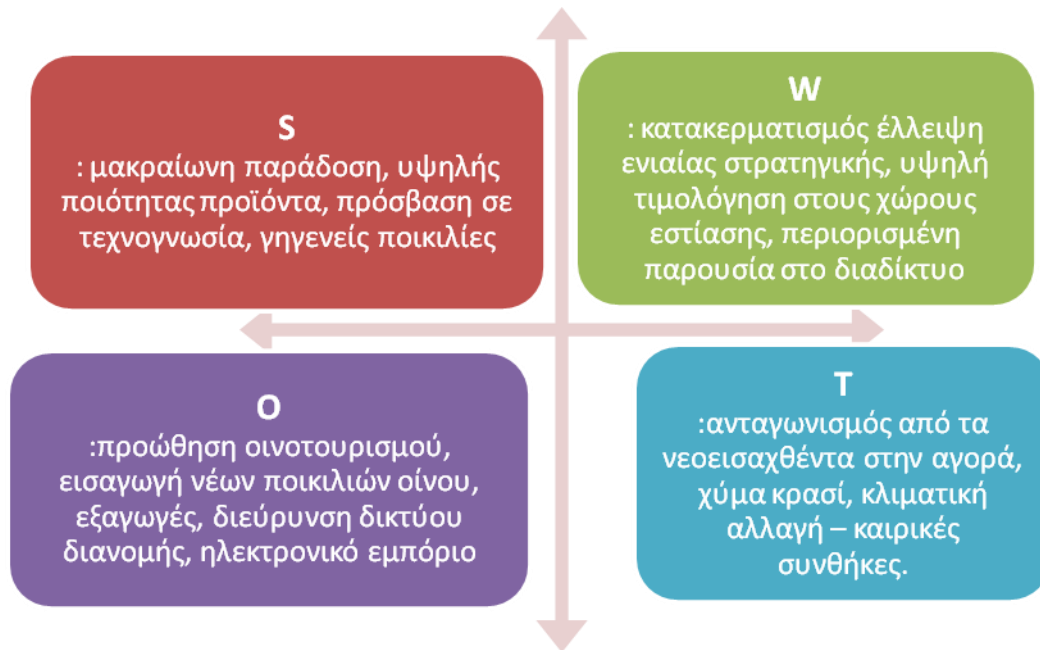 S
: μακραίωνη παράδοση, υψηλής
ποιότητας προϊόντα, πρόσβαση σε
τεχνογνωσία, γηγενείς ποικιλίες
W
: κατακερματισμός έλλειψη
ενιαίας στρατηγικής, υψηλή
τιμολόγηση στους χώρους
εστίασης, περιορισμένη
παρουσία στο διαδίκτυο
O
:προώθηση οινοτουρισμού,
εισαγωγή νέων ποικιλιών οίνου,
εξαγωγές, διεύρυνση δικτύου
διανομής, ηλεκτρονικό εμπόριο
T
:ανταγωνισμός από τα
νεοεισαχθέντα στην αγορά,
χύμα κρασί, κλιματική
αλλαγή – καιρικές
συνθήκες.